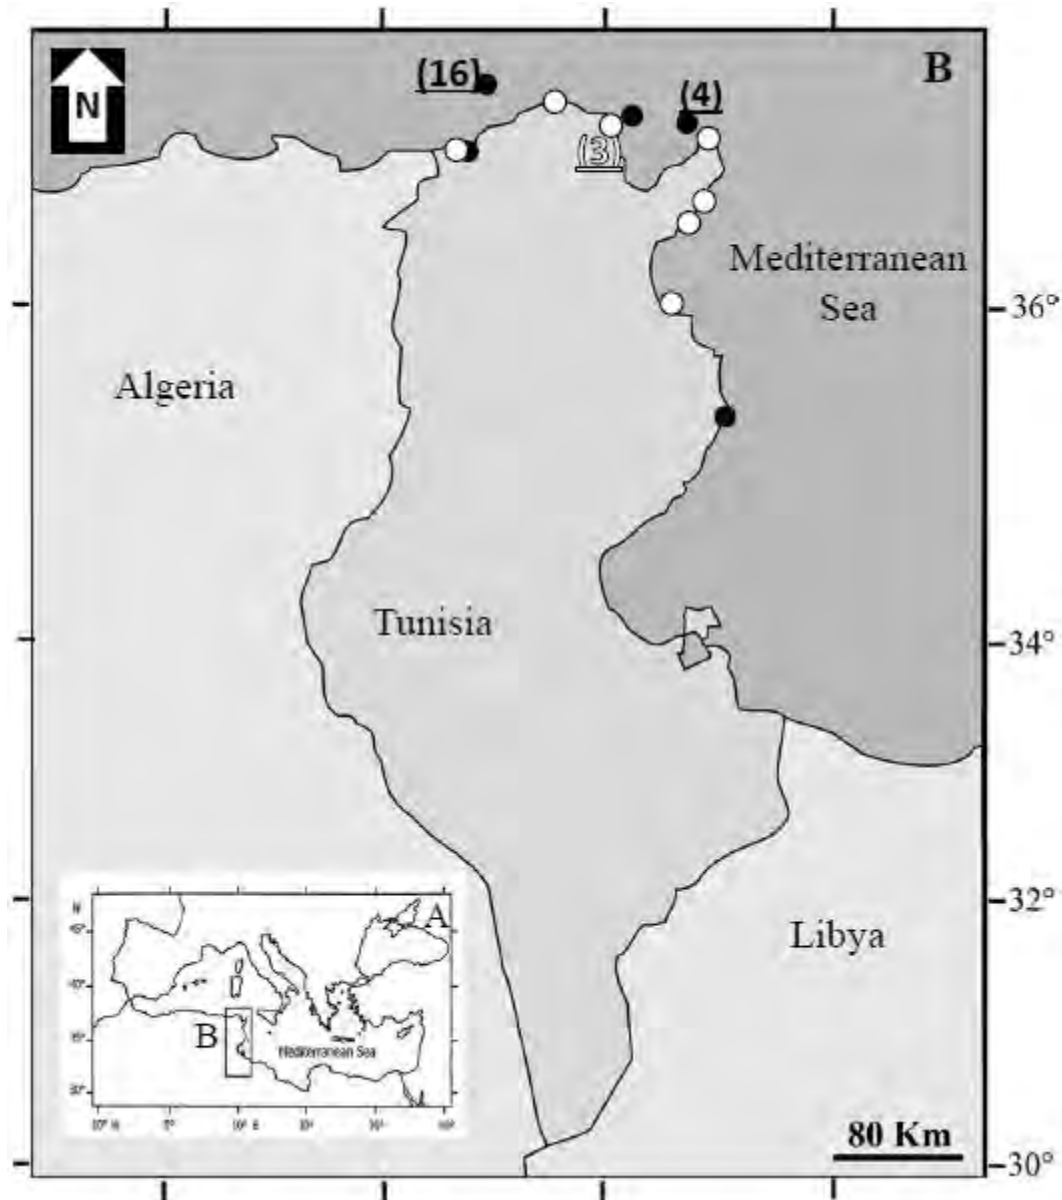 B
N
(16)
(4)
(3)
Mediterranean
Sea
36°
Algeria
Tunisia
34°
32°
Libya
A
B
Mediterranean Sea
80 Km
30°